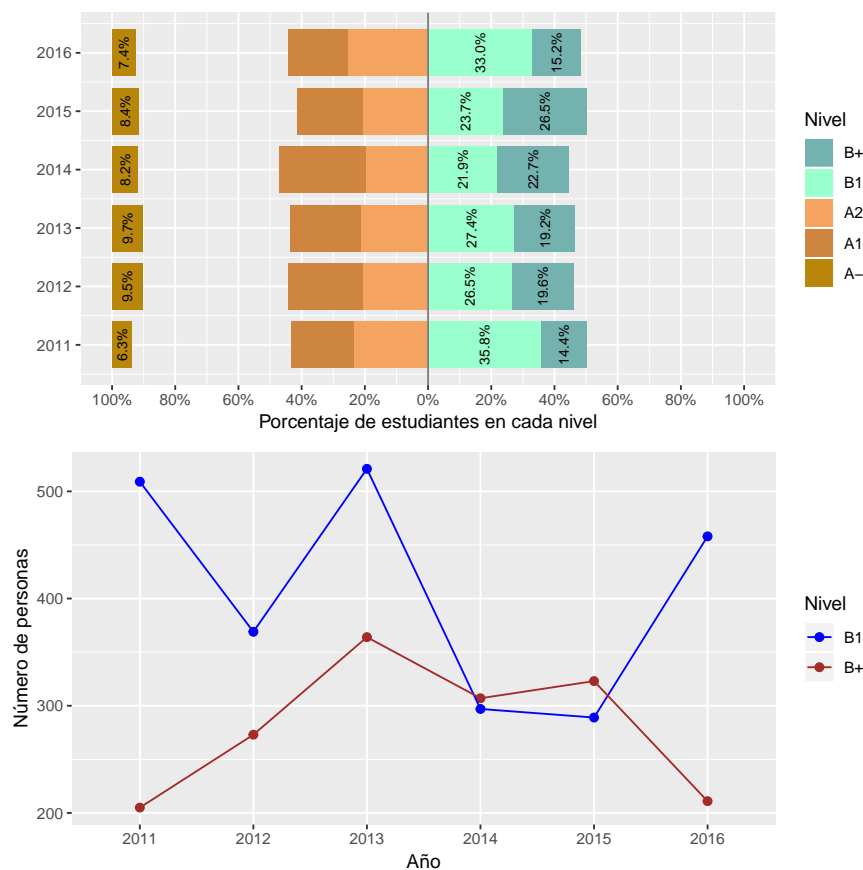 2016
7.4%
33.0%
15.2%
2015
8.4%
23.7%
26.5%
2014
8.2%
21.9%
22.7%
2013
9.7%
27.4%
19.2%
2012
9.5%
26.5%
19.6%
2011
6.3%
35.8%
14.4%
100% 80% 60% 40% 20% 0% 20% 40% 60% 80% 100%
Porcentaje de estudiantes en cada nivel
Nivel
B+
B1
A2
A1
A−
Número de personas
500
400
300
200
2011 2012 2013 2014 2015 2016
Año
Nivel
B1
B+